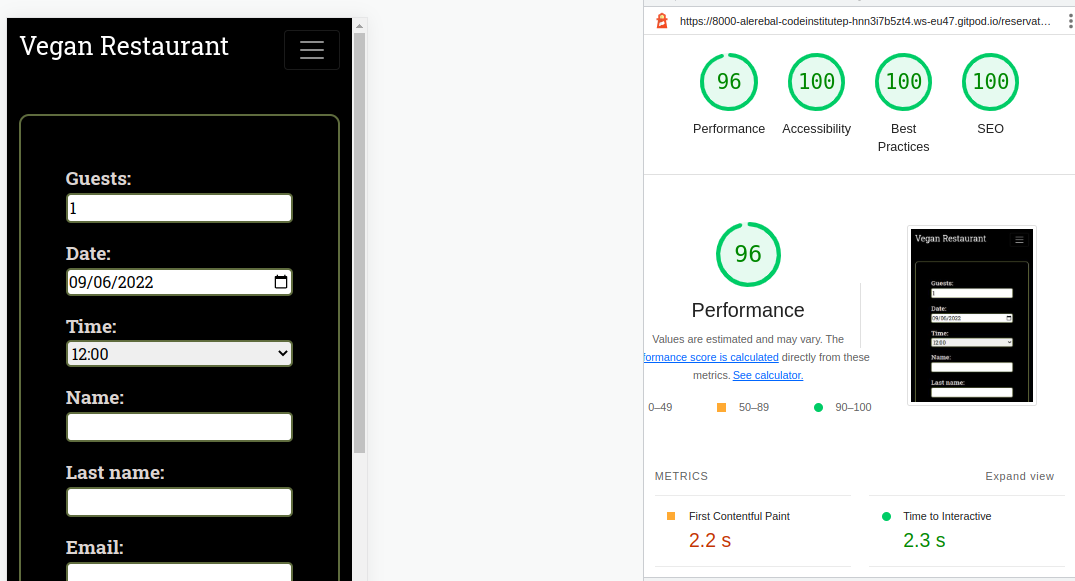 Vegan Restaurant
Guests:
1
Date:
09/06/2022
Time:
12:00
Name:
Last name:
Email:
https://8000-alerebal-codeinstitutep-hnn3i7b5zt4.ws-eu47.gitpod.io/reservat…
96
100
100
100
Performance
Accessibility
Best
Practices
SEO
96
Performance
Values are estimated and may vary. The
formance score is calculated directly from these
metrics. See calculator.
0–49
50–89
90–100
Vegan Restaurant
Guests:
1
Date:
09/06/2022
Time:
12:00
Name:
Last name:
METRICS
Expand view
First Contentful Paint
2.2 s
Time to Interactive
2.3 s